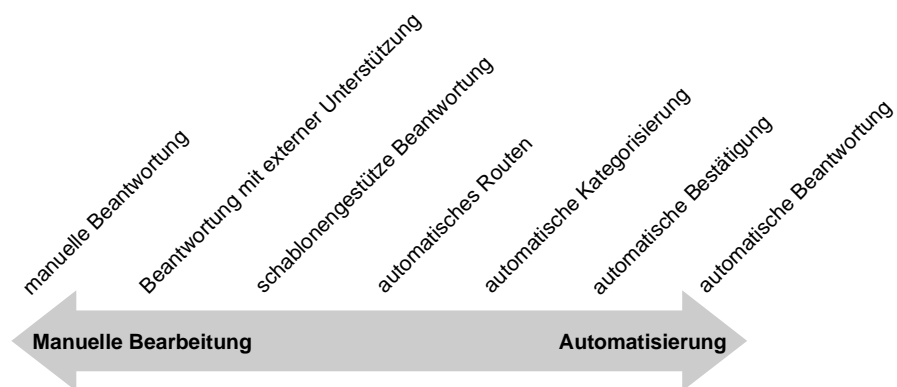 manuelle Beantwortung
Beantwortung mit externer Unterstützung
schablonengestütze Beantwortung
automatisches Routen
automatische Kategorisierung
automatische Bestätigung
automatische Beantwortung
Manuelle Bearbeitung
Automatisierung